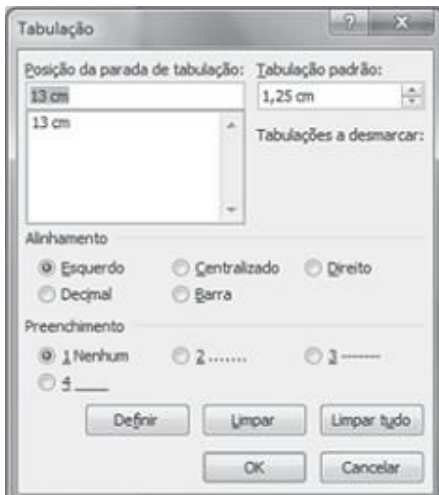 Tabulação
Posição da parada de tabulação: Tabulação padrão:
13 cm 1,25 cm
13 cm
Tabulações a desmarcar:
Alinhamento
Esquerdo Centralizado Direito
Decimal Barra
Preenchimento
1 Nenhum 2 ....... 3 -------
4 ____
Definir Limpar Limpar tudo
OK Cancelar